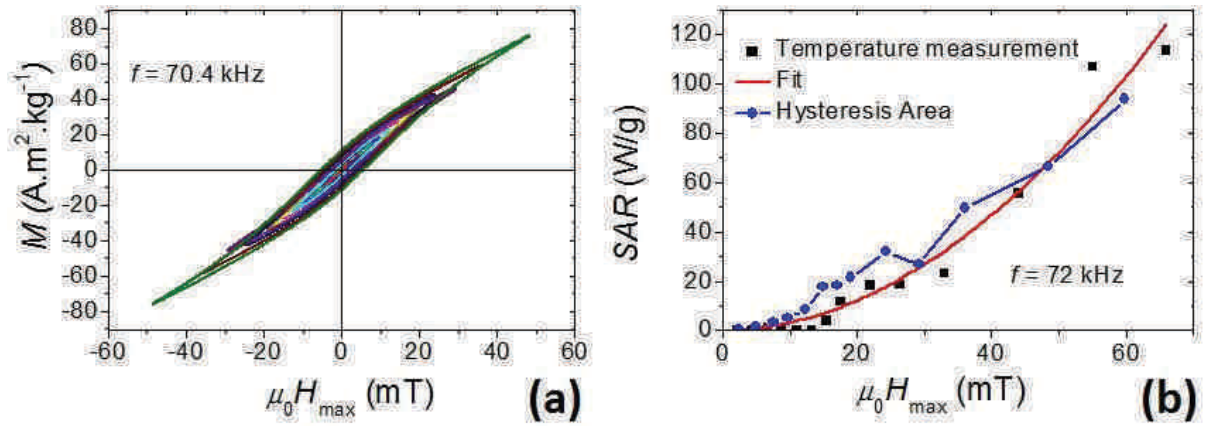 80
60
40
20
0
-20
-40
-60
-80
M (A.m².kg⁻¹)
f = 70.4 kHz
-60 -40 -20 0 20 40 60
μ₀Hmax (mT)
(a)
120
100
80
60
40
20
0
SAR (W/g)
Temperature measurement
Fit
Hysteresis Area
f = 72 kHz
0 20 40 60
μ₀Hmax (mT)
(b)